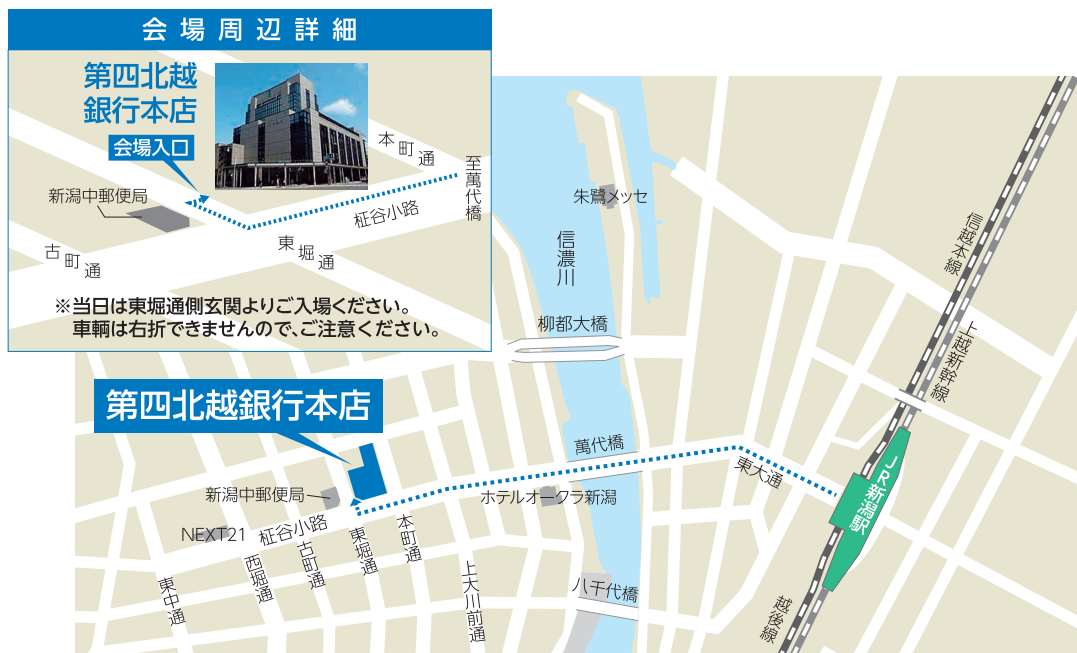 会場周辺詳細
第四北越
銀行本店
会場入口
本町通
至萬代橋
新潟中郵便局
柾谷小路
古町通
東堀通
※当日は東堀通側玄関よりご入場ください。
車輌は右折できませんので、ご注意ください。
朱鷺メッセ
信濃川
信越本線
柳都大橋
上越新幹線
第四北越銀行本店
萬代橋
東大通
JR新潟駅
新潟中郵便局
ホテルオークラ新潟
NEXT21
柾谷小路
本町通
東堀通
古町通
西堀通
東中通
上大川前通
八千代橋
越後線